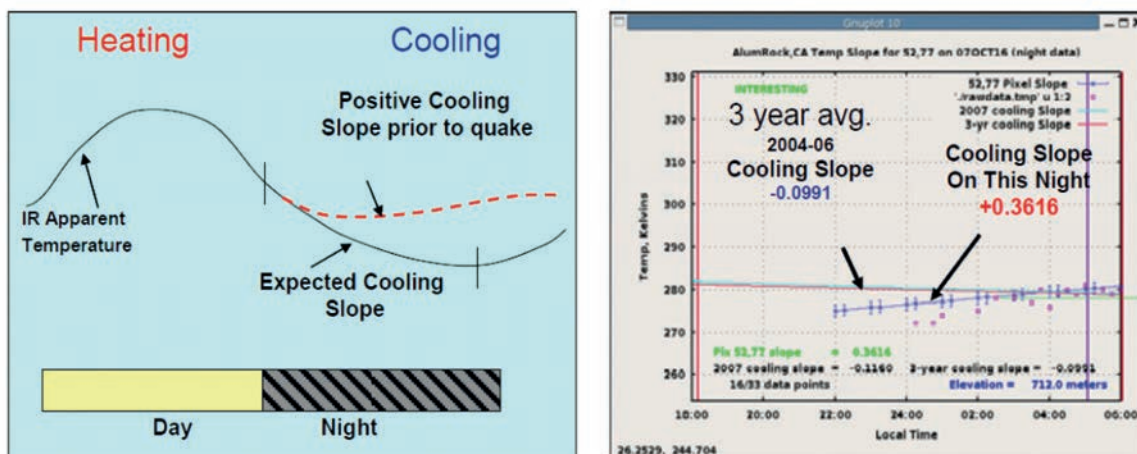 Heating
Cooling
Positive Cooling
Slope prior to quake
IR Apparent
Temperature
Expected Cooling
Slope
Day
Night
Gnuplot 10
AlumRock,CA Temp Slope for 52,77 on 07OCT16 (night data)
330
320
310
300
290
280
270
260
Temp, Kelvins
INTERESTING
3 year avg.
2004-06
Cooling Slope
-0.0991
52,77 Pixel Slope
'./rawdata.tmp' u 1:2
2007 cooling Slope
3-yr cooling Slope
Cooling Slope
On This Night
+0.3616
Pix 52,77 slope = 0.3616
2007 cooling slope = -0.1160 3-year cooling slope = -0.0991
16/33 data points Elevation = 712.0 meters
18:00 20:00 22:00 24:00 02:00 04:00 06:00
Local Time
26.2529, 244.704